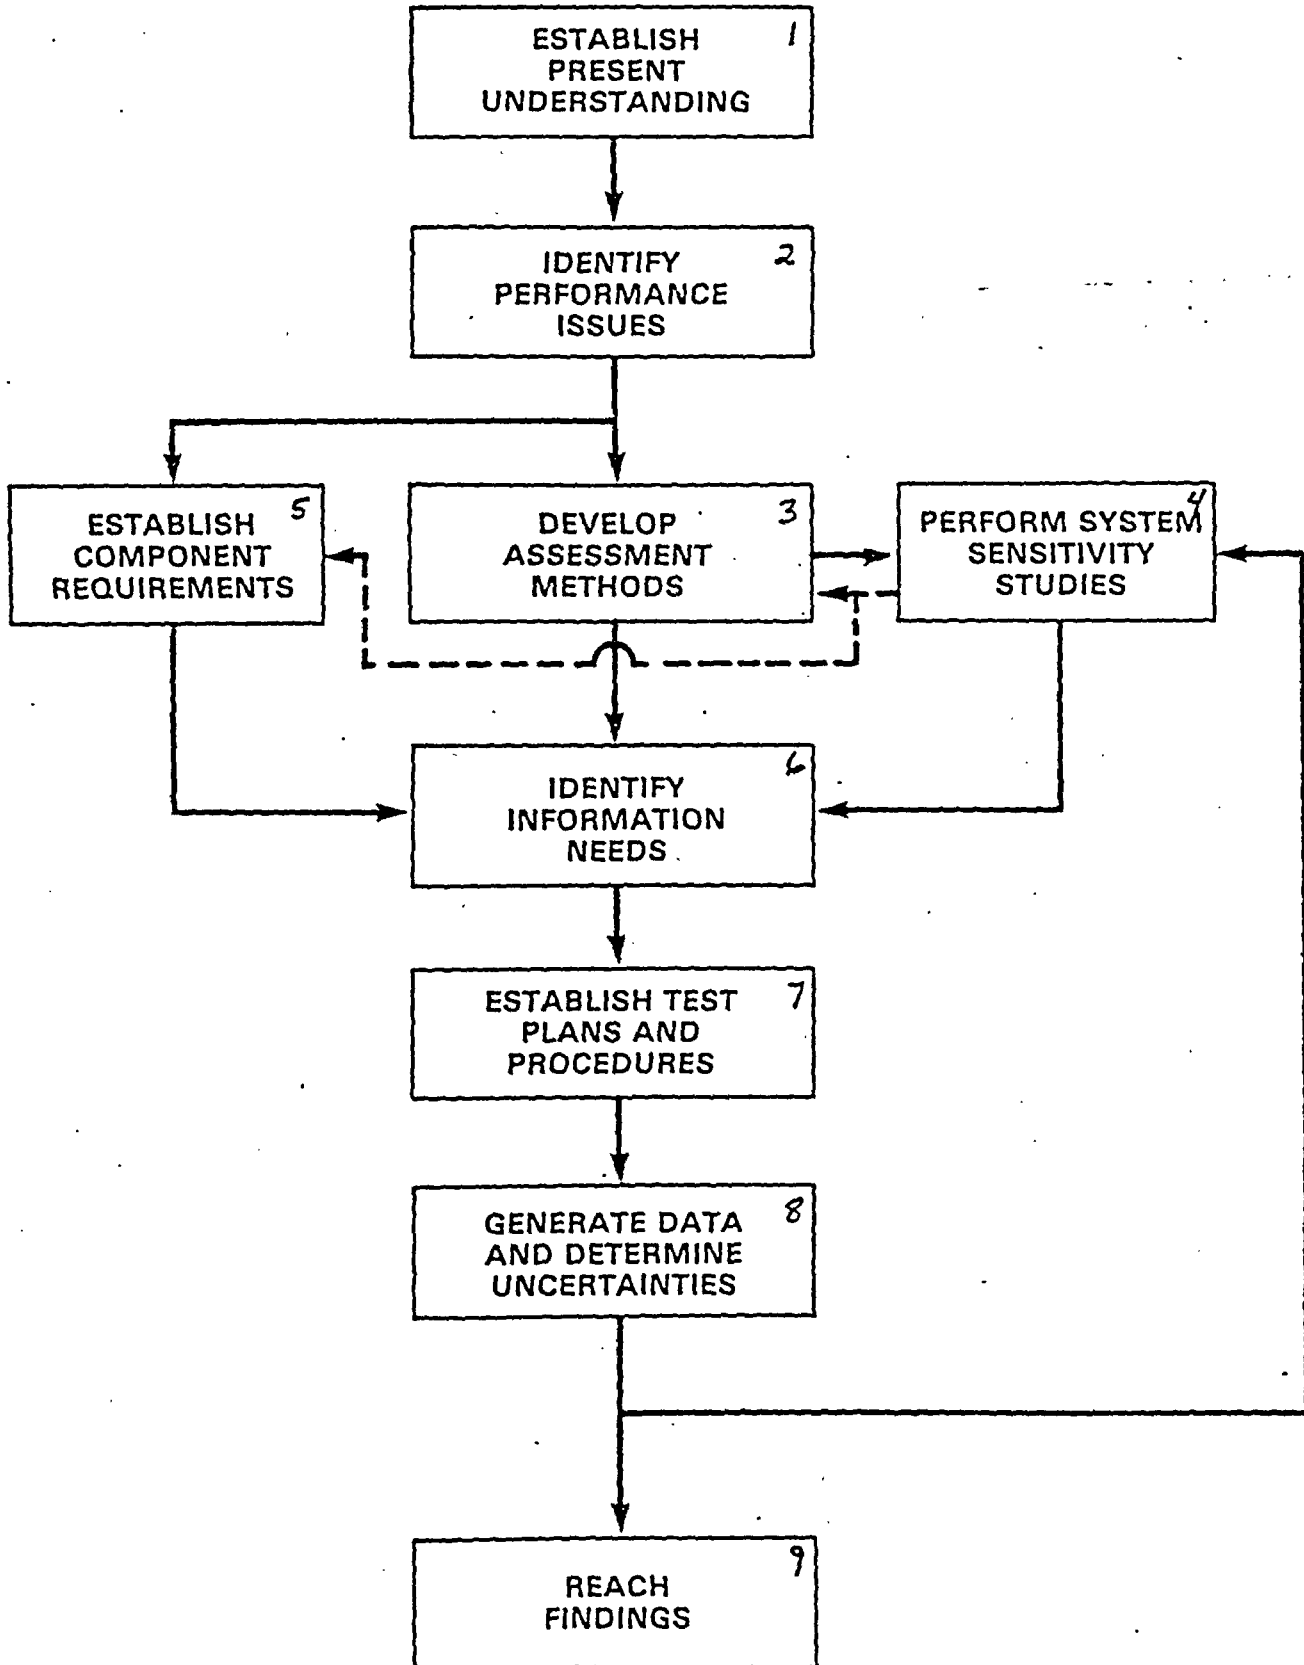 1
ESTABLISH
PRESENT
UNDERSTANDING
2
IDENTIFY
PERFORMANCE
ISSUES
5
ESTABLISH
COMPONENT
REQUIREMENTS
3
DEVELOP
ASSESSMENT
METHODS
4
PERFORM SYSTEM
SENSITIVITY
STUDIES
6
IDENTIFY
INFORMATION
NEEDS
7
ESTABLISH TEST
PLANS AND
PROCEDURES
8
GENERATE DATA
AND DETERMINE
UNCERTAINTIES
9
REACH
FINDINGS